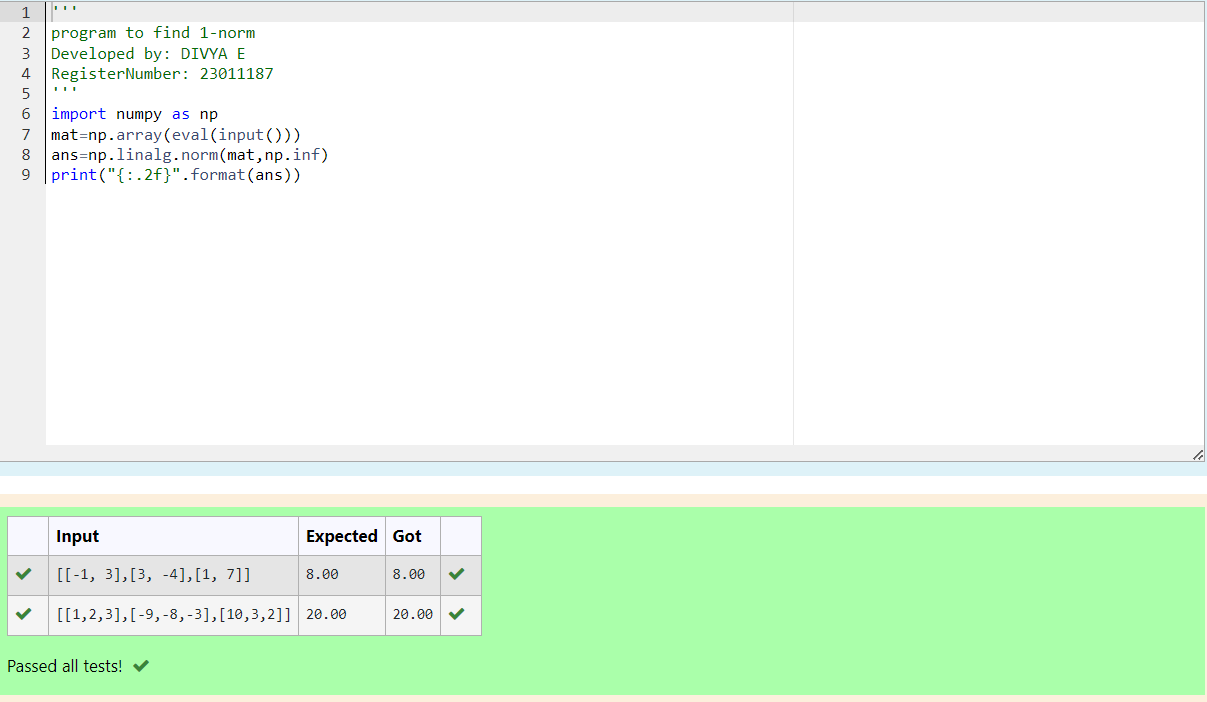 1 '''
2 program to find 1-norm
3 Developed by: DIVYA E
4 RegisterNumber: 23011187
5 '''
6 import numpy as np
7 mat=np.array(eval(input()))
8 ans=np.linalg.norm(mat,np.inf)
9 print("{:.2f}".format(ans))
Input Expected Got
[[-1, 3],[3, -4],[1, 7]] 8.00 8.00
[[1,2,3],[-9,-8,-3],[10,3,2]] 20.00 20.00
Passed all tests!